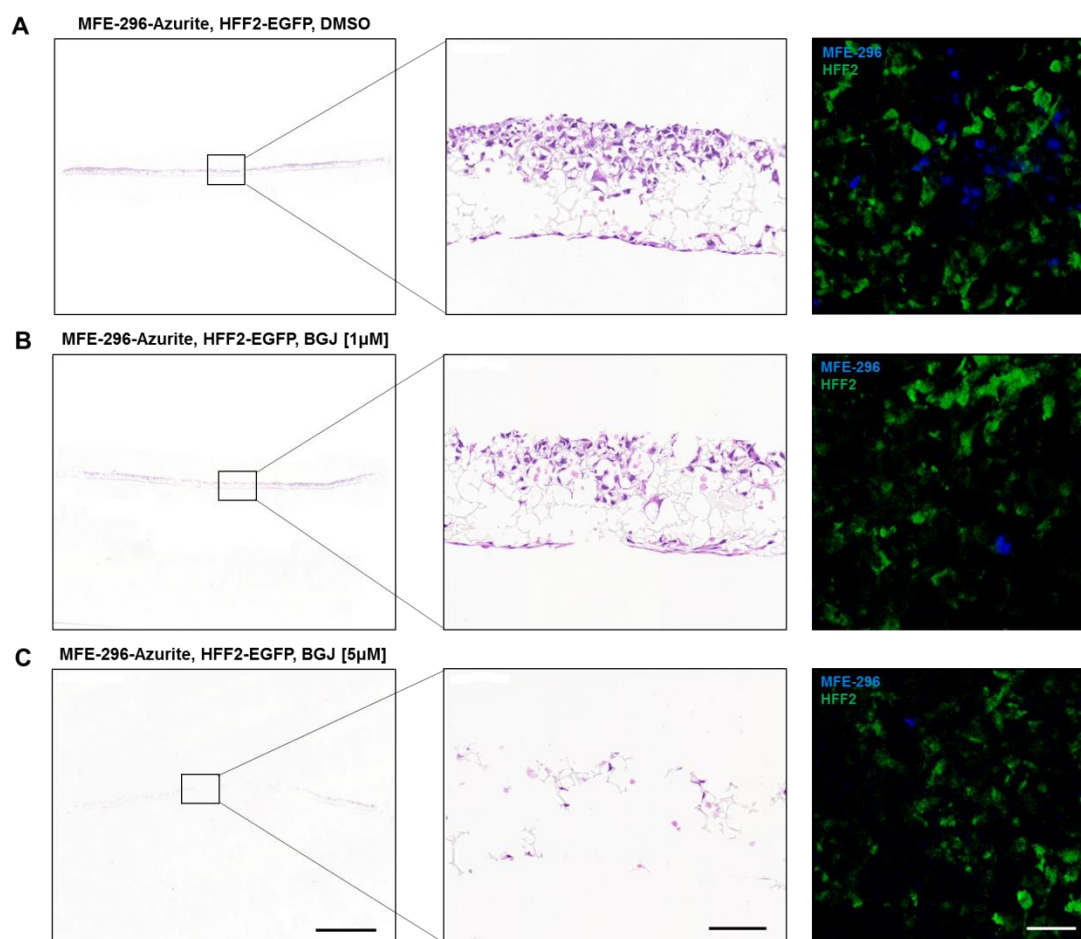 A
MFE-296-Azurite, HFF2-EGFP, DMSO
MFE-296
HFF2
B
MFE-296-Azurite, HFF2-EGFP, BGJ [1µM]
MFE-296
HFF2
C
MFE-296-Azurite, HFF2-EGFP, BGJ [5µM]
MFE-296
HFF2